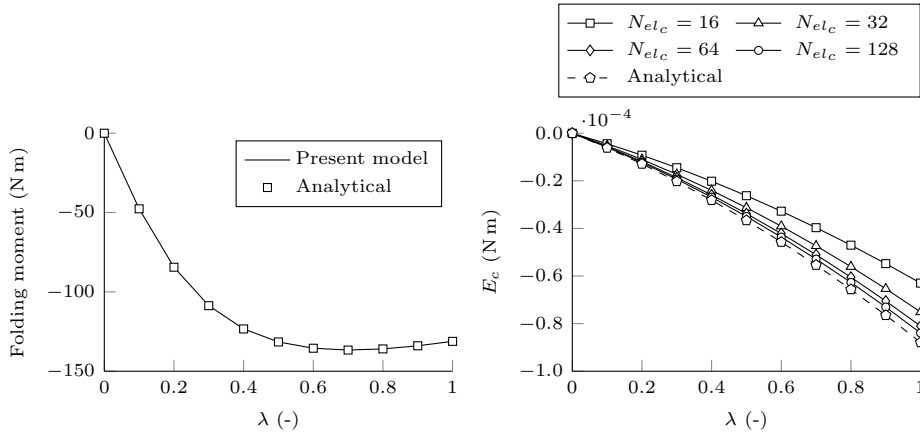 N_{el_c} = 16
N_{el_c} = 32
N_{el_c} = 64
N_{el_c} = 128
Analytical
0
−50
−100
−150
Folding moment (N m)
0
0.2
0.4
0.6
0.8
1
λ (-)
Present model
Analytical
·10^{−4}
0.0
−0.2
−0.4
−0.6
−0.8
−1.0
E_c (N m)
0
0.2
0.4
0.6
0.8
1
λ (-)